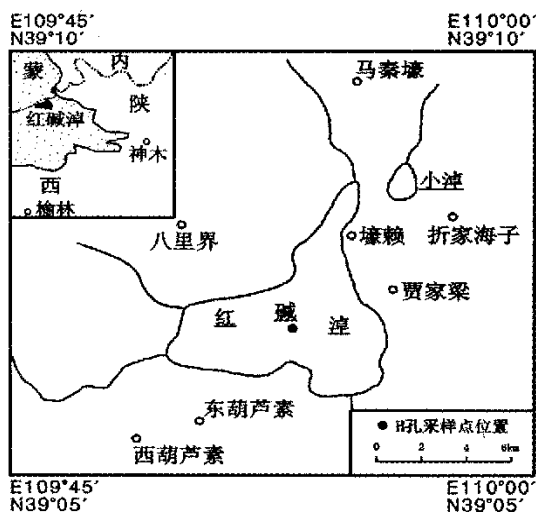 E109°45′ E110°00′
N39°10′ N39°10′
蒙 内
陕
红碱淖
神木
西
榆林
马秦壕
小淖
八里界
壕赖 折家海子
贾家梁
红 碱 淖
东葫芦素
西葫芦素
H孔采样点位置
0 2 4 6km
E109°45′ E110°00′
N39°05′ N39°05′